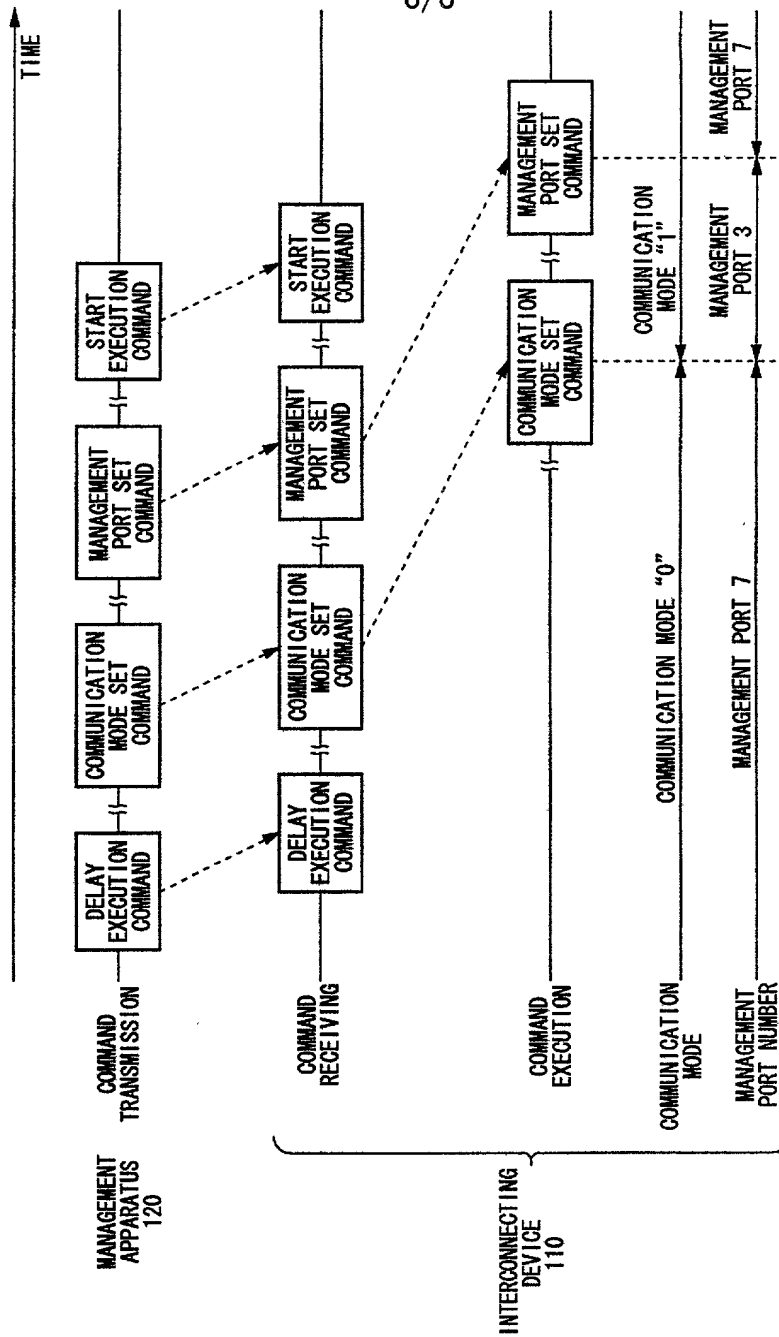 TIME
MANAGEMENT
APPARATUS
120
COMMAND
TRANSMISSION
DELAY
EXECUTION
COMMAND
COMMUNICATION
MODE SET
COMMAND
MANAGEMENT
PORT SET
COMMAND
START
EXECUTION
COMMAND
INTERCONNECTING
DEVICE
110
COMMAND
RECEIVING
DELAY
EXECUTION
COMMAND
COMMUNICATION
MODE SET
COMMAND
MANAGEMENT
PORT SET
COMMAND
START
EXECUTION
COMMAND
COMMAND
EXECUTION
COMMUNICATION
MODE SET
COMMAND
MANAGEMENT
PORT SET
COMMAND
COMMUNICATION
MODE
COMMUNICATION MODE "0"
COMMUNICATION
MODE "1"
MANAGEMENT
PORT NUMBER
MANAGEMENT PORT 7
MANAGEMENT
PORT 3
MANAGEMENT
PORT 7